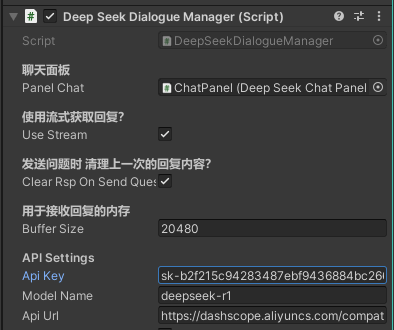 Deep Seek Dialogue Manager (Script)
Script DeepSeekDialogueManager
聊天面板
Panel Chat ChatPanel (Deep Seek Chat Panel
使用流式获取回复?
Use Stream
发送问题时 清理上一次的回复内容?
Clear Rsp On Send Ques
用于接收回复的内存
Buffer Size 20480
API Settings
Api Key sk-b2f215c94283487ebf9436884bc26
Model Name deepseek-r1
Api Url https://dashscope.aliyuncs.com/compat